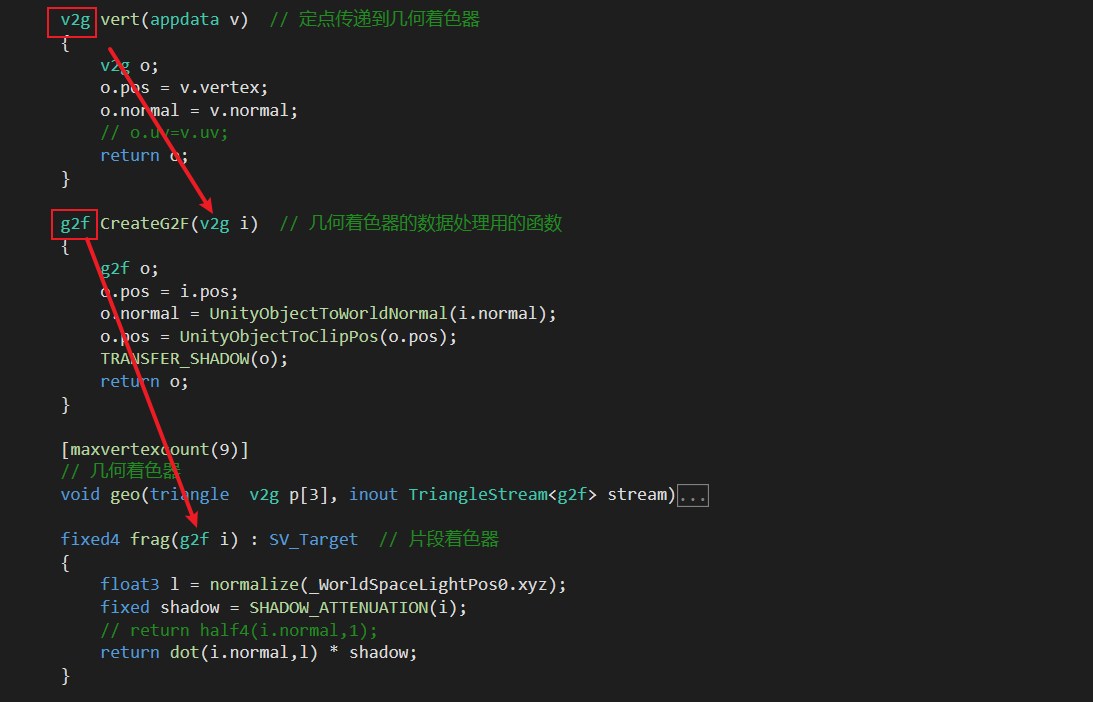 v2g vert(appdata v)  // 定点传递到几何着色器
{
    v2g o;
    o.pos = v.vertex;
    o.normal = v.normal;
    // o.uv=v.uv;
    return o;
}
g2f CreateG2F(v2g i)  // 几何着色器的数据处理用的函数
{
    g2f o;
    o.pos = i.pos;
    o.normal = UnityObjectToWorldNormal(i.normal);
    o.pos = UnityObjectToClipPos(o.pos);
    TRANSFER_SHADOW(o);
    return o;
}
[maxvertexcount(9)]
// 几何着色器
void geo(triangle  v2g p[3], inout TriangleStream<g2f> stream)...
fixed4 frag(g2f i) : SV_Target  // 片段着色器
{
    float3 l = normalize(_WorldSpaceLightPos0.xyz);
    fixed shadow = SHADOW_ATTENUATION(i);
    // return half4(i.normal,1);
    return dot(i.normal,l) * shadow;
}